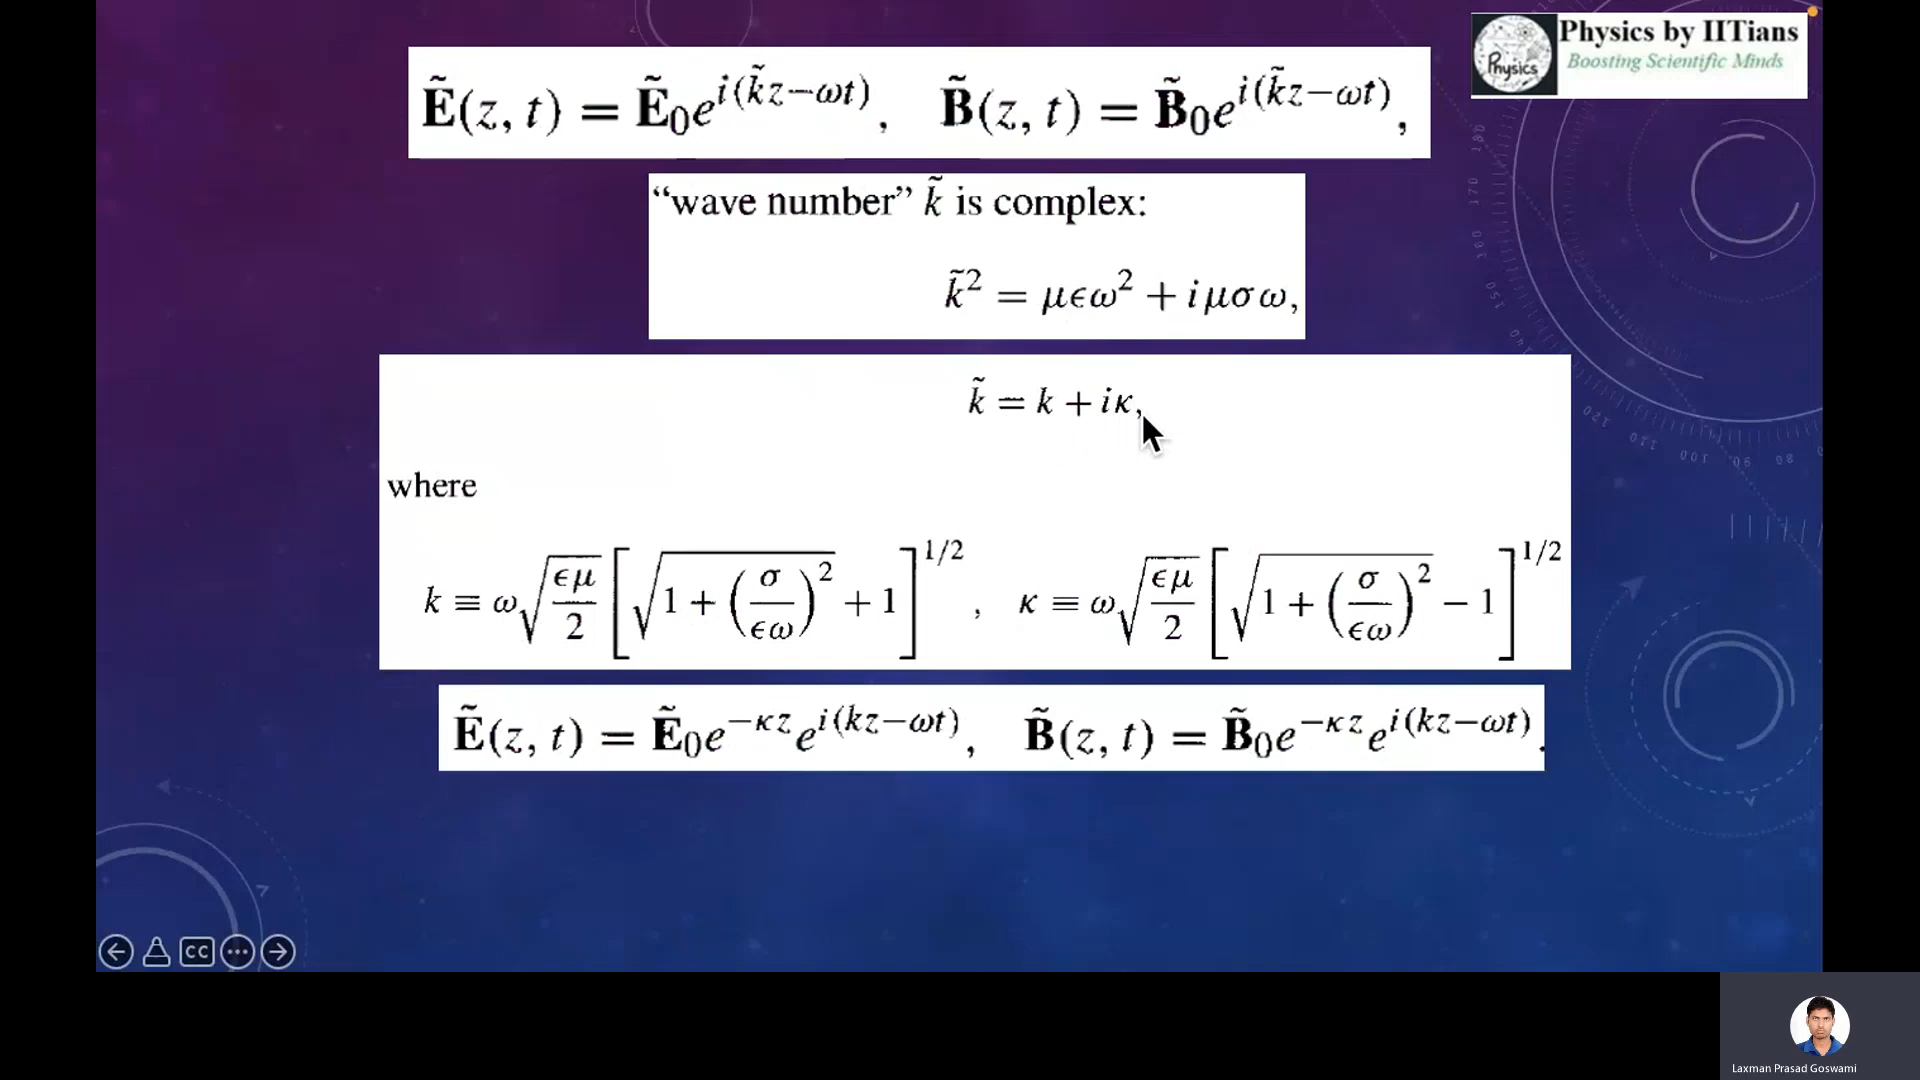 Physics by IITians
Boosting Scientific Minds
Physics
Ẽ(z, t) = Ẽ₀e^{i(k̃z−ωt)}, B̃(z, t) = B̃₀e^{i(k̃z−ωt)},
“wave number” k̃ is complex:
k̃² = μϵω² + iμσω,
k̃ = k + iκ,
where
k ≡ ω√(ϵμ/2) [√(1 + (σ/ϵω)²) + 1]^{1/2}, κ ≡ ω√(ϵμ/2) [√(1 + (σ/ϵω)²) − 1]^{1/2}
Ẽ(z, t) = Ẽ₀e^{−κz}e^{i(kz−ωt)}, B̃(z, t) = B̃₀e^{−κz}e^{i(kz−ωt)}.
CC
Laxman Prasad Goswami